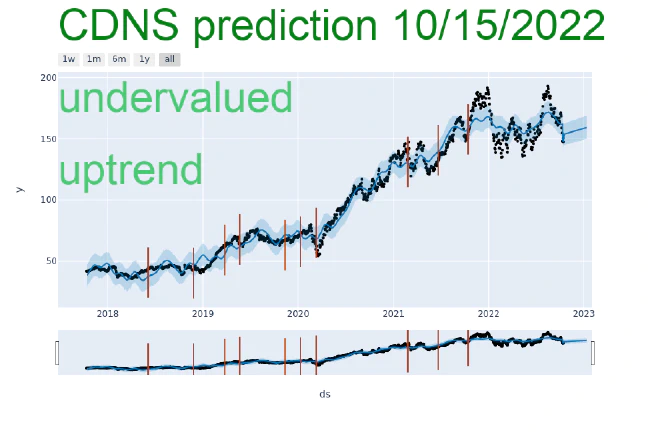 CDNS prediction 10/15/2022
1w 1m 6m 1y all
undervalued
uptrend
200
150
100
50
y
2018 2019 2020 2021 2022 2023
ds